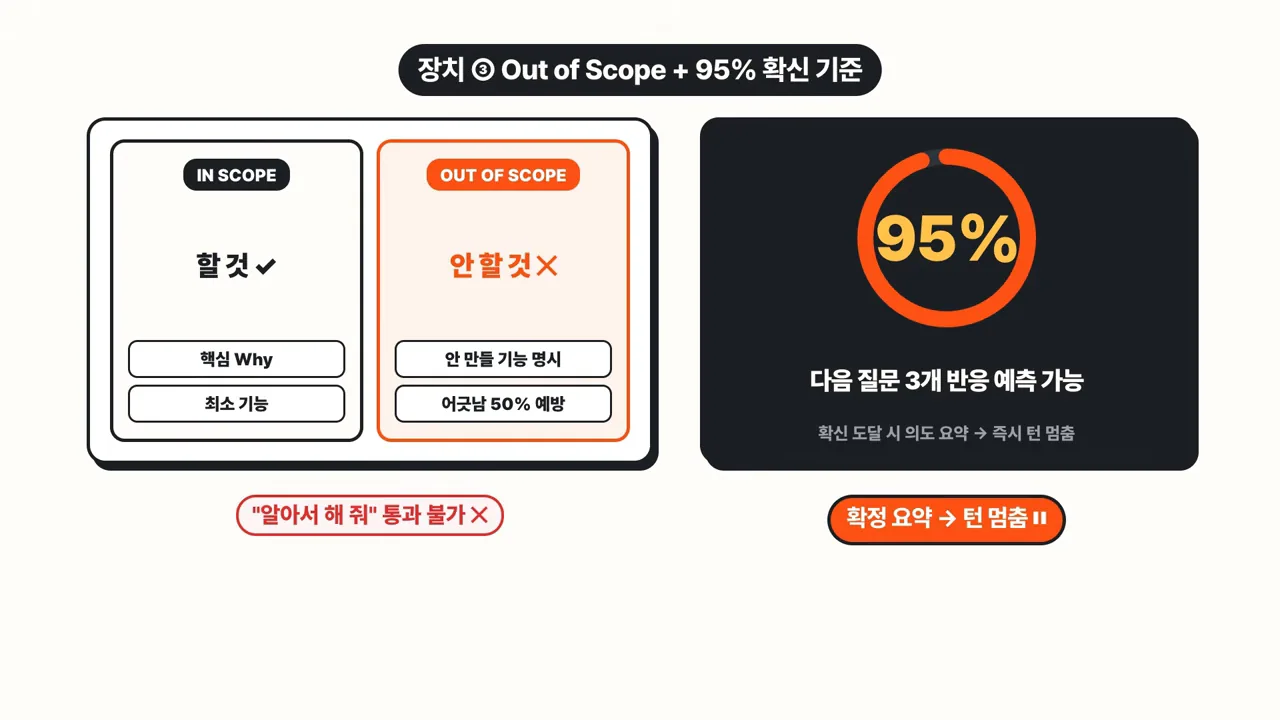 장치 ③ Out of Scope + 95% 확신 기준
IN SCOPE
할 것 ✔
핵심 Why
최소 기능
OUT OF SCOPE
안 할 것 ✕
안 만들 기능 명시
어긋남 50% 예방
"알아서 해 줘" 통과 불가 ✕
95%
다음 질문 3개 반응 예측 가능
확신 도달 시 의도 요약 → 즉시 턴 멈춤
확정 요약 → 턴 멈춤 ⏸